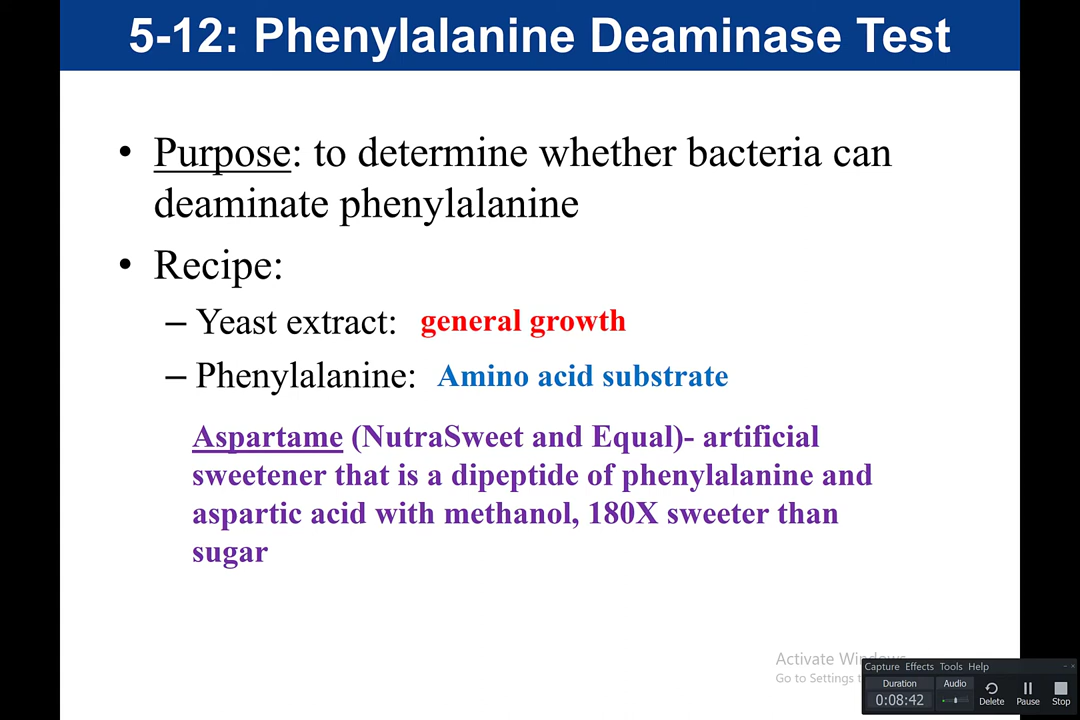 5-12: Phenylalanine Deaminase Test
• Purpose: to determine whether bacteria can
deaminate phenylalanine
• Recipe:
– Yeast extract: general growth
– Phenylalanine: Amino acid substrate
Aspartame (NutraSweet and Equal)- artificial
sweetener that is a dipeptide of phenylalanine and
aspartic acid with methanol, 180X sweeter than
sugar
Activate
Go to Settings
Capture Effects Tools Help
Duration Audio
0:08:42 Delete Pause Stop